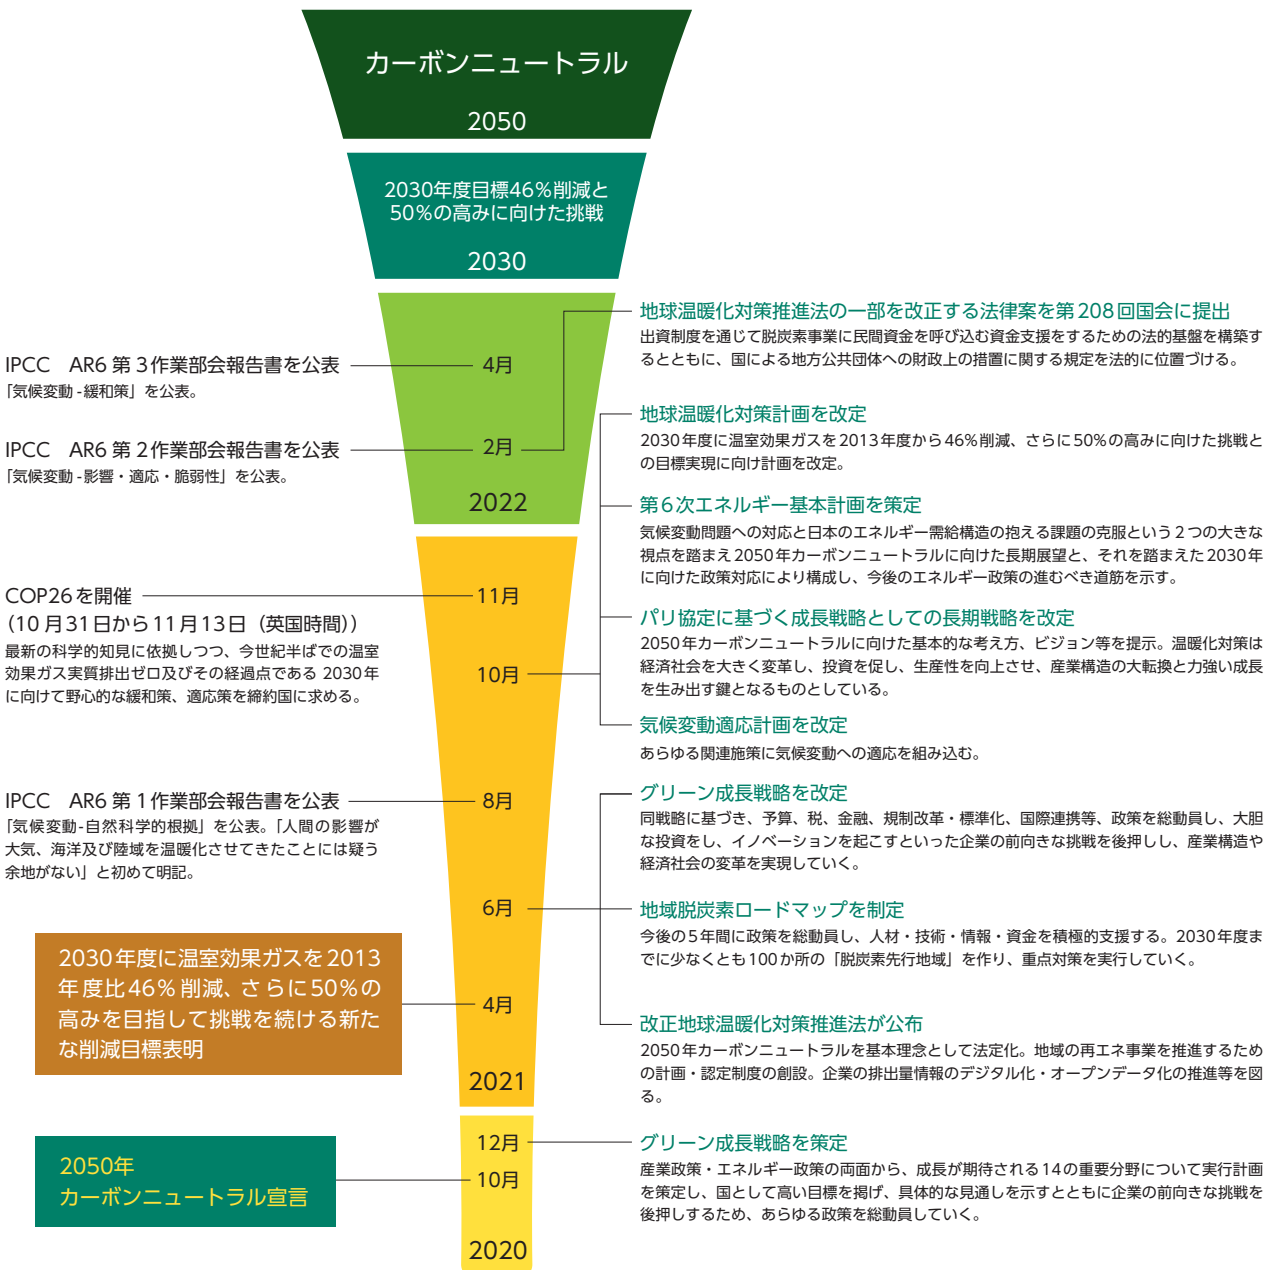 カーボンニュートラル
2050
2030年度目標46%削減と
50%の高みに向けた挑戦
2030
地球温暖化対策推進法の一部を改正する法律案を第208回国会に提出
出資制度を通じて脱炭素事業に民間資金を呼び込む資金支援をするための法的基盤を構築す
るとともに、国による地方公共団体への財政上の措置に関する規定を法的に位置づける。
IPCC　AR6 第3作業部会報告書を公表
「気候変動-緩和策」を公表。
4月
地球温暖化対策計画を改定
2030年度に温室効果ガスを2013年度から46%削減、さらに50%の高みに向けた挑戦と
の目標実現に向け計画を改定。
IPCC　AR6 第2作業部会報告書を公表
「気候変動-影響・適応・脆弱性」を公表。
2月
2022
第6次エネルギー基本計画を策定
気候変動問題への対応と日本のエネルギー需給構造の抱える課題の克服という2つの大きな
視点を踏まえ2050年カーボンニュートラルに向けた長期展望と、それを踏まえた2030年
に向けた政策対応により構成し、今後のエネルギー政策の進むべき道筋を示す。
COP26を開催
（10月31日から11月13日（英国時間））
最新の科学的知見に依拠しつつ、今世紀半ばでの温室
効果ガス実質排出ゼロ及びその経過点である 2030年
に向けて野心的な緩和策、適応策を締約国に求める。
11月
10月
パリ協定に基づく成長戦略としての長期戦略を改定
2050年カーボンニュートラルに向けた基本的な考え方、ビジョン等を提示。温暖化対策は
経済社会を大きく変革し、投資を促し、生産性を向上させ、産業構造の大転換と力強い成長
を生み出す鍵となるものとしている。
気候変動適応計画を改定
あらゆる関連施策に気候変動への適応を組み込む。
IPCC　AR6 第1作業部会報告書を公表
「気候変動-自然科学的根拠」を公表。「人間の影響が
大気、海洋及び陸域を温暖化させてきたことには疑う
余地がない」と初めて明記。
8月
グリーン成長戦略を改定
同戦略に基づき、予算、税、金融、規制改革・標準化、国際連携等、政策を総動員し、大胆
な投資をし、イノベーションを起こすといった企業の前向きな挑戦を後押しし、産業構造や
経済社会の変革を実現していく。
6月
地域脱炭素ロードマップを制定
今後の5年間に政策を総動員し、人材・技術・情報・資金を積極的支援する。2030年度ま
でに少なくとも100か所の「脱炭素先行地域」を作り、重点対策を実行していく。
2030年度に温室効果ガスを2013
年度比46%削減、さらに50%の
高みを目指して挑戦を続ける新た
な削減目標表明
4月
2021
改正地球温暖化対策推進法が公布
2050年カーボンニュートラルを基本理念として法定化。地域の再エネ事業を推進するため
の計画・認定制度の創設。企業の排出量情報のデジタル化・オープンデータ化の推進等を図
る。
12月
グリーン成長戦略を策定
産業政策・エネルギー政策の両面から、成長が期待される14の重要分野について実行計画
を策定し、国として高い目標を掲げ、具体的な見通しを示すとともに企業の前向きな挑戦を
後押しするため、あらゆる政策を総動員していく。
2050年
カーボンニュートラル宣言
10月
2020